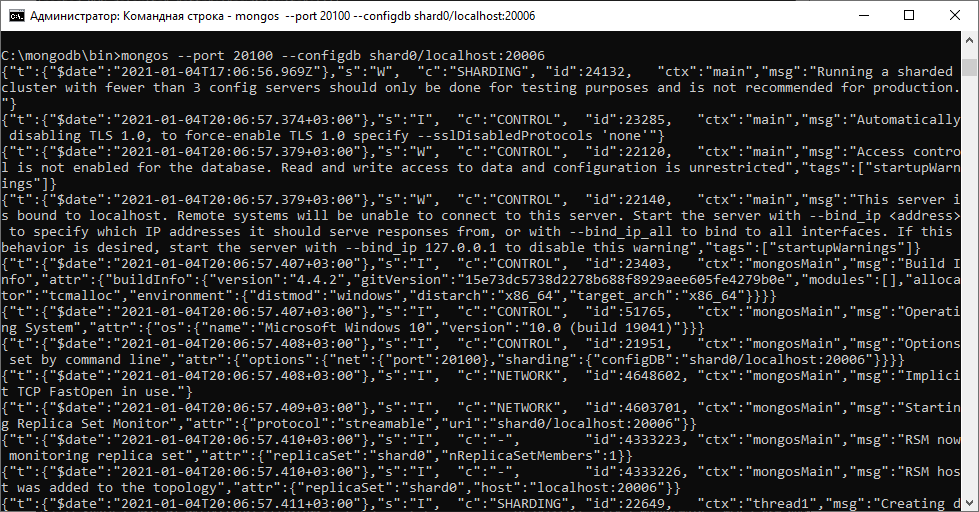 Администратор: Командная строка - mongos  --port 20100 --configdb shard0/localhost:20006
C:\mongodb\bin>mongos --port 20100 --configdb shard0/localhost:20006
{"t":{"$date":"2021-01-04T17:06:56.969Z"},"s":"W",  "c":"SHARDING", "id":24132,   "ctx":"main","msg":"Running a sharded
cluster with fewer than 3 config servers should only be done for testing purposes and is not recommended for production.
"}
{"t":{"$date":"2021-01-04T20:06:57.374+03:00"},"s":"I",  "c":"CONTROL",  "id":23285,   "ctx":"main","msg":"Automatically
 disabling TLS 1.0, to force-enable TLS 1.0 specify --sslDisabledProtocols 'none'"}
{"t":{"$date":"2021-01-04T20:06:57.379+03:00"},"s":"W",  "c":"CONTROL",  "id":22120,   "ctx":"main","msg":"Access contro
l is not enabled for the database. Read and write access to data and configuration is unrestricted","tags":["startupWarn
ings"]}
{"t":{"$date":"2021-01-04T20:06:57.379+03:00"},"s":"W",  "c":"CONTROL",  "id":22140,   "ctx":"main","msg":"This server i
s bound to localhost. Remote systems will be unable to connect to this server. Start the server with --bind_ip <address>
 to specify which IP addresses it should serve responses from, or with --bind_ip_all to bind to all interfaces. If this
behavior is desired, start the server with --bind_ip 127.0.0.1 to disable this warning","tags":["startupWarnings"]}
{"t":{"$date":"2021-01-04T20:06:57.407+03:00"},"s":"I",  "c":"CONTROL",  "id":23403,   "ctx":"mongosMain","msg":"Build I
nfo","attr":{"buildInfo":{"version":"4.4.2","gitVersion":"15e73dc5738d2278b688f8929aee605fe4279b0e","modules":[],"alloca
tor":"tcmalloc","environment":{"distmod":"windows","distarch":"x86_64","target_arch":"x86_64"}}}}
{"t":{"$date":"2021-01-04T20:06:57.407+03:00"},"s":"I",  "c":"CONTROL",  "id":51765,   "ctx":"mongosMain","msg":"Operati
ng System","attr":{"os":{"name":"Microsoft Windows 10","version":"10.0 (build 19041)"}}}
{"t":{"$date":"2021-01-04T20:06:57.408+03:00"},"s":"I",  "c":"CONTROL",  "id":21951,   "ctx":"mongosMain","msg":"Options
 set by command line","attr":{"options":{"net":{"port":20100},"sharding":{"configDB":"shard0/localhost:20006"}}}}
{"t":{"$date":"2021-01-04T20:06:57.408+03:00"},"s":"I",  "c":"NETWORK",  "id":4648602, "ctx":"mongosMain","msg":"Implici
t TCP FastOpen in use."}
{"t":{"$date":"2021-01-04T20:06:57.409+03:00"},"s":"I",  "c":"NETWORK",  "id":4603701, "ctx":"mongosMain","msg":"Startin
g Replica Set Monitor","attr":{"protocol":"streamable","uri":"shard0/localhost:20006"}}
{"t":{"$date":"2021-01-04T20:06:57.410+03:00"},"s":"I",  "c":"-",        "id":4333223, "ctx":"mongosMain","msg":"RSM now
 monitoring replica set","attr":{"replicaSet":"shard0","nReplicaSetMembers":1}}
{"t":{"$date":"2021-01-04T20:06:57.410+03:00"},"s":"I",  "c":"-",        "id":4333226, "ctx":"mongosMain","msg":"RSM hos
t was added to the topology","attr":{"replicaSet":"shard0","host":"localhost:20006"}}
{"t":{"$date":"2021-01-04T20:06:57.411+03:00"},"s":"I",  "c":"SHARDING", "id":22649,   "ctx":"thread1","msg":"Creating d